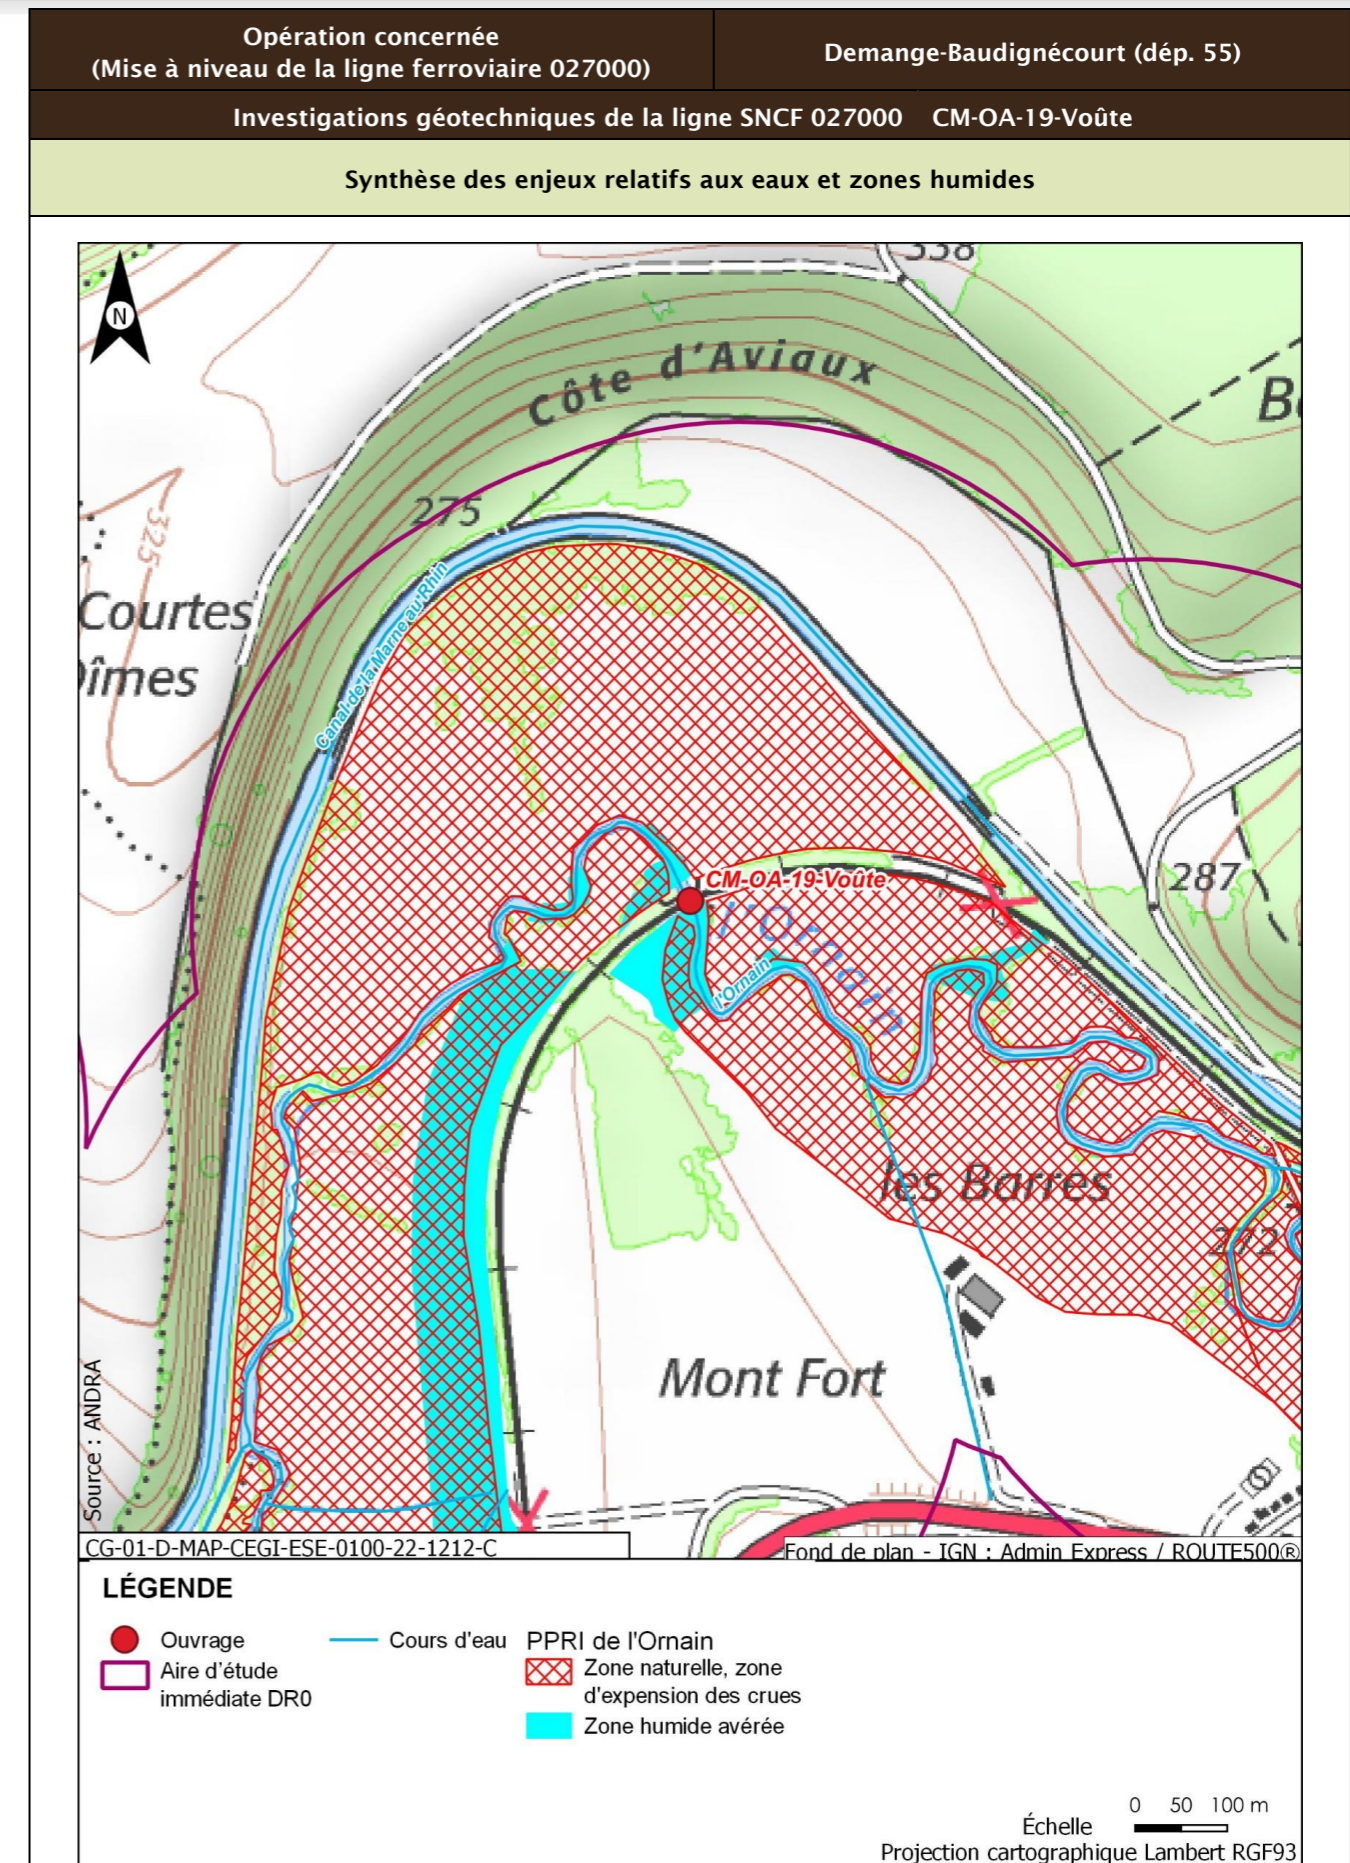 Opération concernée
(Mise à niveau de la ligne ferroviaire 027000)
Demange-Baudignécourt (dép. 55)
Investigations géotechniques de la ligne SNCF 027000 CM-OA-19-Voûte
Synthèse des enjeux relatifs aux eaux et zones humides
338
N
Côte d'Aviaux
275
325
Courtes
Dîmes
Canal de la Marne au Rhin
287
CM-OA-19-Voûte
l'Ornain
l'Ornain
les Barres
272
Mont Fort
Source : ANDRA
CG-01-D-MAP-CEGI-ESE-0100-22-1212-C
Fond de plan - IGN : Admin Express / ROUTE500®
LÉGENDE
Ouvrage
Aire d'étude
immédiate DR0
Cours d'eau
PPRI de l'Ornain
Zone naturelle, zone
d'expension des crues
Zone humide avérée
0 50 100 m
Échelle
Projection cartographique Lambert RGF93